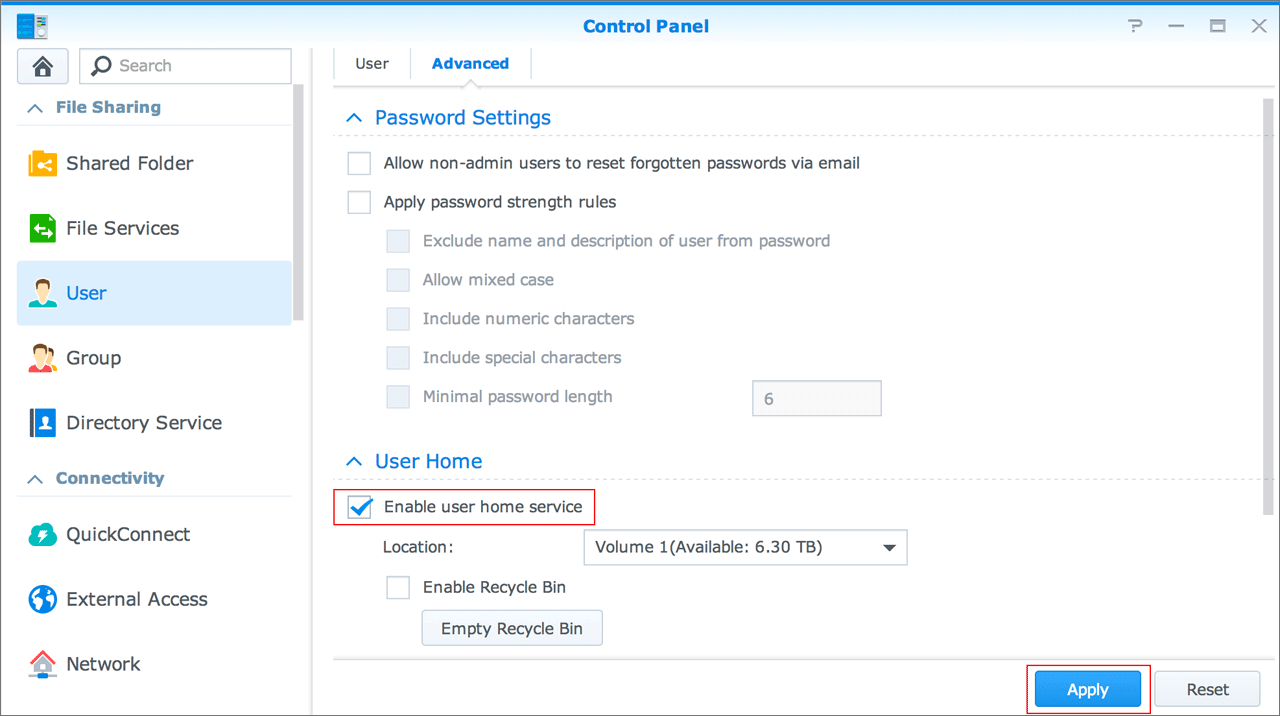 Control Panel
Search
User
Advanced
File Sharing
Shared Folder
File Services
User
Group
Directory Service
Connectivity
QuickConnect
External Access
Network
Password Settings
Allow non-admin users to reset forgotten passwords via email
Apply password strength rules
Exclude name and description of user from password
Allow mixed case
Include numeric characters
Include special characters
Minimal password length 6
User Home
Enable user home service
Location: Volume 1(Available: 6.30 TB)
Enable Recycle Bin
Empty Recycle Bin
Apply Reset